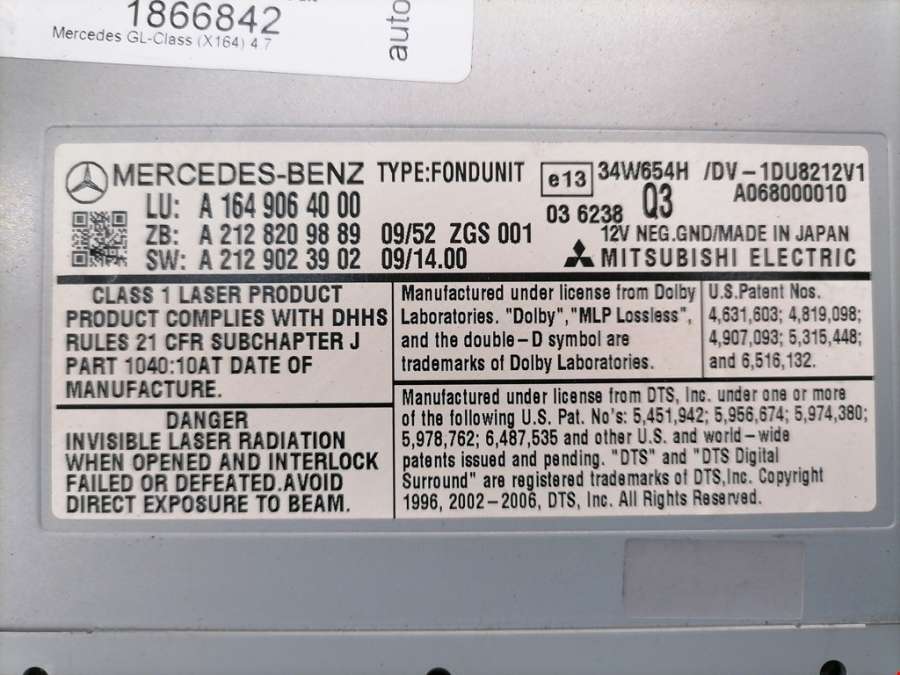 1866842
Mercedes GL-Class (X164) 4.7
auto
MERCEDES-BENZ TYPE:FONDUNIT e13 34W654H /DV-1DU8212V1
03 6238 Q3 A068000010
LU: A 164 906 40 00
ZB: A 212 820 98 89 09/52 ZGS 001 12V NEG.GND/MADE IN JAPAN
SW: A 212 902 39 02 09/14.00 MITSUBISHI ELECTRIC
CLASS 1 LASER PRODUCT
PRODUCT COMPLIES WITH DHHS
RULES 21 CFR SUBCHAPTER J
PART 1040:10AT DATE OF
MANUFACTURE.
Manufactured under license from Dolby
Laboratories. "Dolby","MLP Lossless",
and the double-D symbol are
trademarks of Dolby Laboratories.
U.S.Patent Nos.
4,631,603; 4,819,098;
4,907,093; 5,315,448;
and 6,516,132.
DANGER
INVISIBLE LASER RADIATION
WHEN OPENED AND INTERLOCK
FAILED OR DEFEATED.AVOID
DIRECT EXPOSURE TO BEAM.
Manufactured under license from DTS, Inc. under one or more
of the following U.S. Pat. No's: 5,451,942; 5,956,674; 5,974,380;
5,978,762; 6,487,535 and other U.S. and world-wide
patents issued and pending. "DTS" and "DTS Digital
Surround" are registered trademarks of DTS,Inc. Copyright
1996, 2002-2006, DTS, Inc. All Rights Reserved.